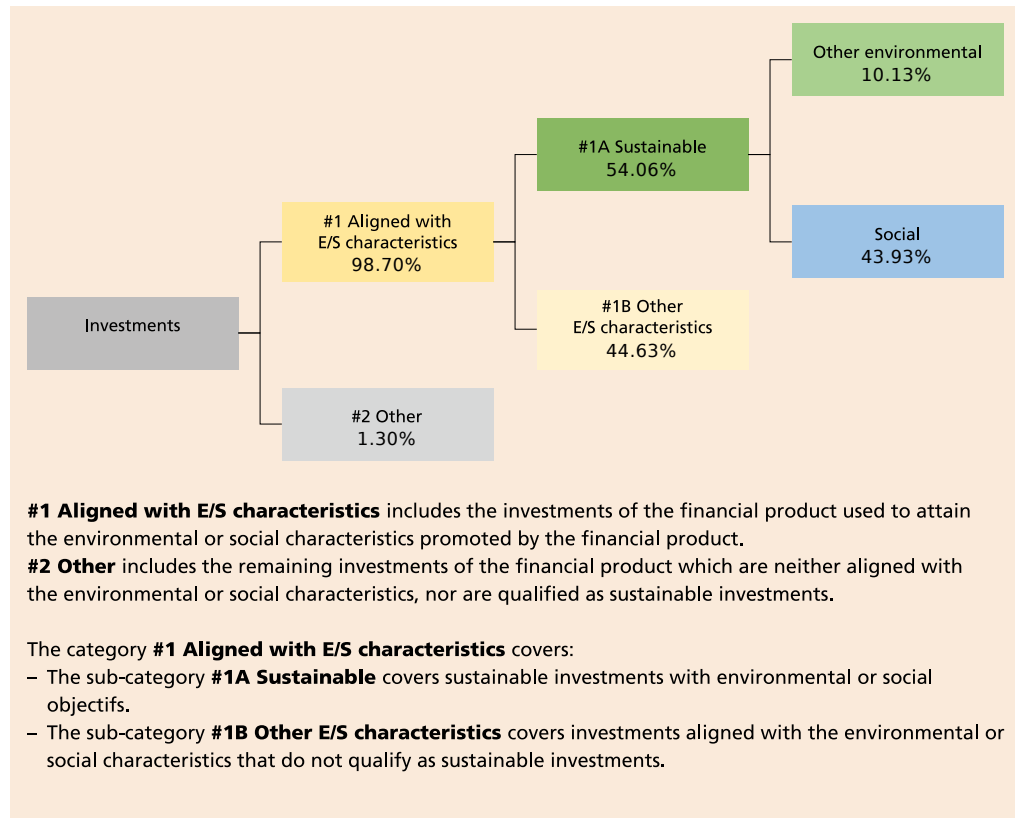 Other environmental
10.13%
#1A Sustainable
54.06%
#1 Aligned with
E/S characteristics
98.70%
Social
43.93%
Investments
#1B Other
E/S characteristics
44.63%
#2 Other
1.30%
#1 Aligned with E/S characteristics includes the investments of the financial product used to attain
the environmental or social characteristics promoted by the financial product.
#2 Other includes the remaining investments of the financial product which are neither aligned with
the environmental or social characteristics, nor are qualified as sustainable investments.
The category #1 Aligned with E/S characteristics covers:
– The sub-category #1A Sustainable covers sustainable investments with environmental or social
objectifs.
– The sub-category #1B Other E/S characteristics covers investments aligned with the environmental or
social characteristics that do not qualify as sustainable investments.